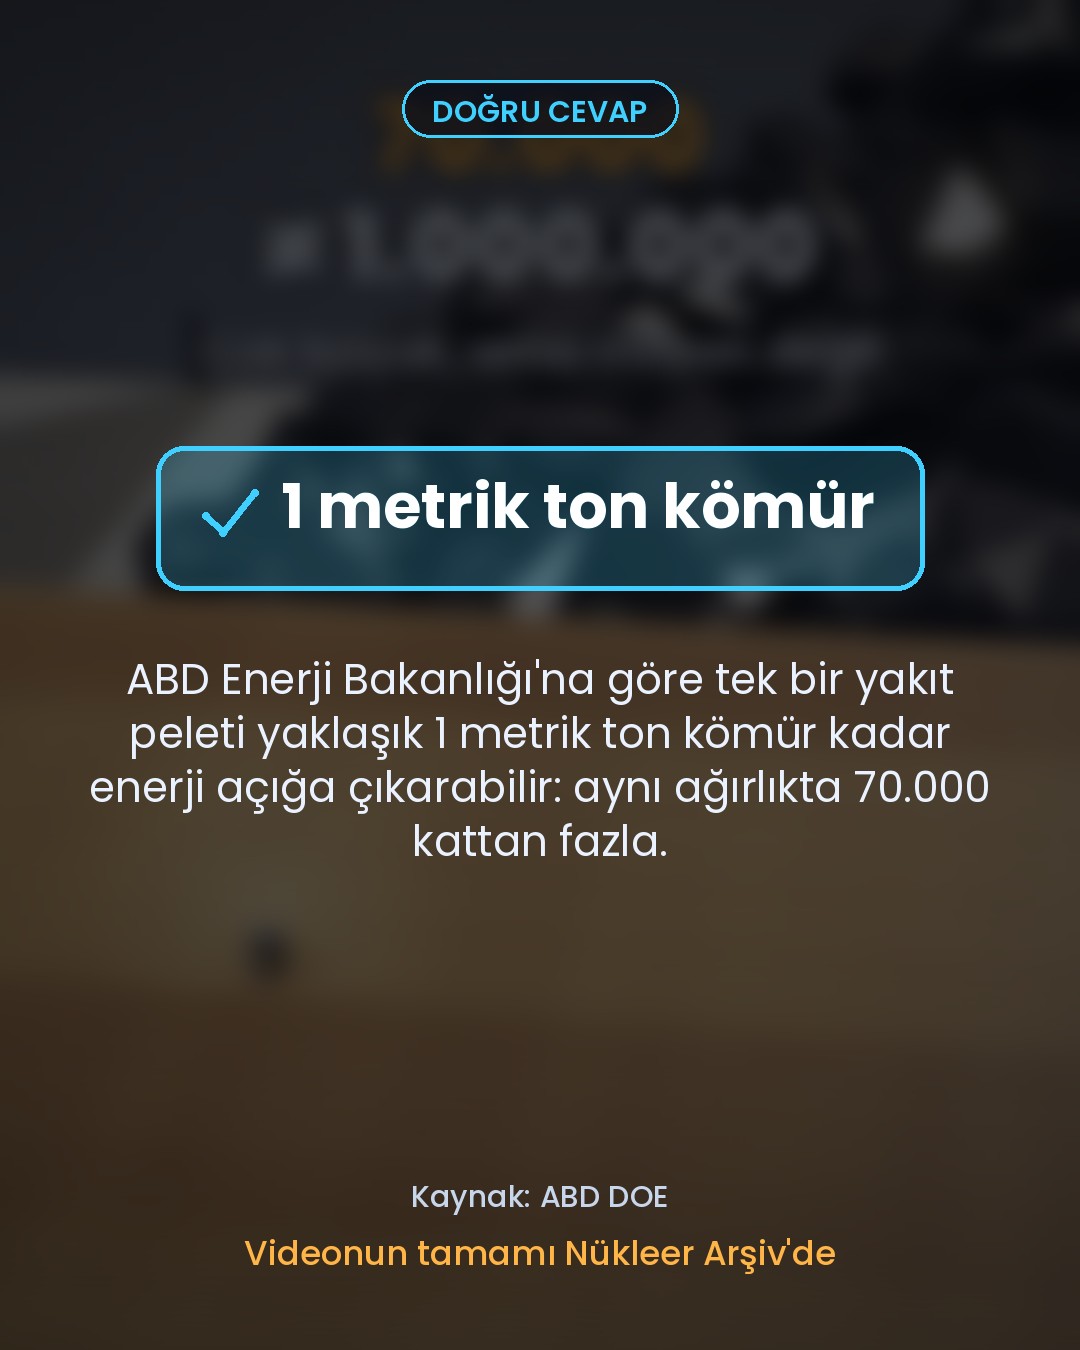 DOĞRU CEVAP
1 metrik ton kömür
ABD Enerji Bakanlığı'na göre tek bir yakıt
peleti yaklaşık 1 metrik ton kömür kadar
enerji açığa çıkarabilir: aynı ağırlıkta 70.000
kattan fazla.
Kaynak: ABD DOE
Videonun tamamı Nükleer Arşiv'de